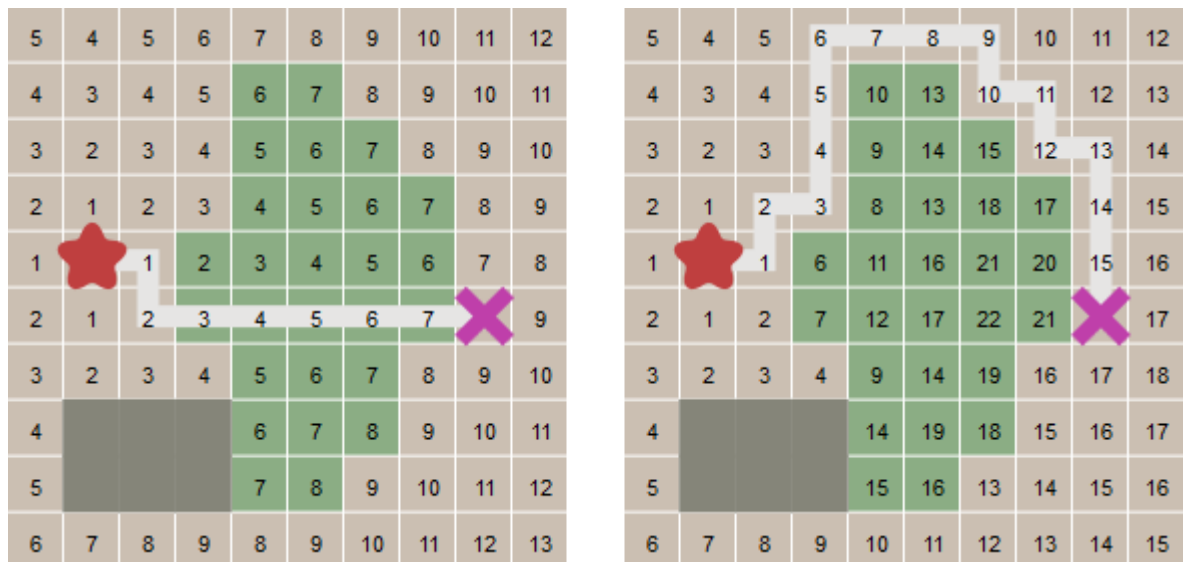 5 4 5 6 7 8 9 10 11 12
4 3 4 5 6 7 8 9 10 11
3 2 3 4 5 6 7 8 9 10
2 1 2 3 4 5 6 7 8 9
1 1 2 3 4 5 6 7 8
2 1 2 3 4 5 6 7 9
3 2 3 4 5 6 7 8 9 10
4 6 7 8 9 10 11
5 7 8 9 10 11 12
6 7 8 9 8 9 10 11 12 13
5 4 5 6 7 8 9 10 11 12
4 3 4 5 10 13 10 11 12 13
3 2 3 4 9 14 15 12 13 14
2 1 2 3 8 13 18 17 14 15
1 1 6 11 16 21 20 15 16
2 1 2 7 12 17 22 21 17
3 2 3 4 9 14 19 16 17 18
4 14 19 18 15 16 17
5 15 16 13 14 15 16
6 7 8 9 10 11 12 13 14 15